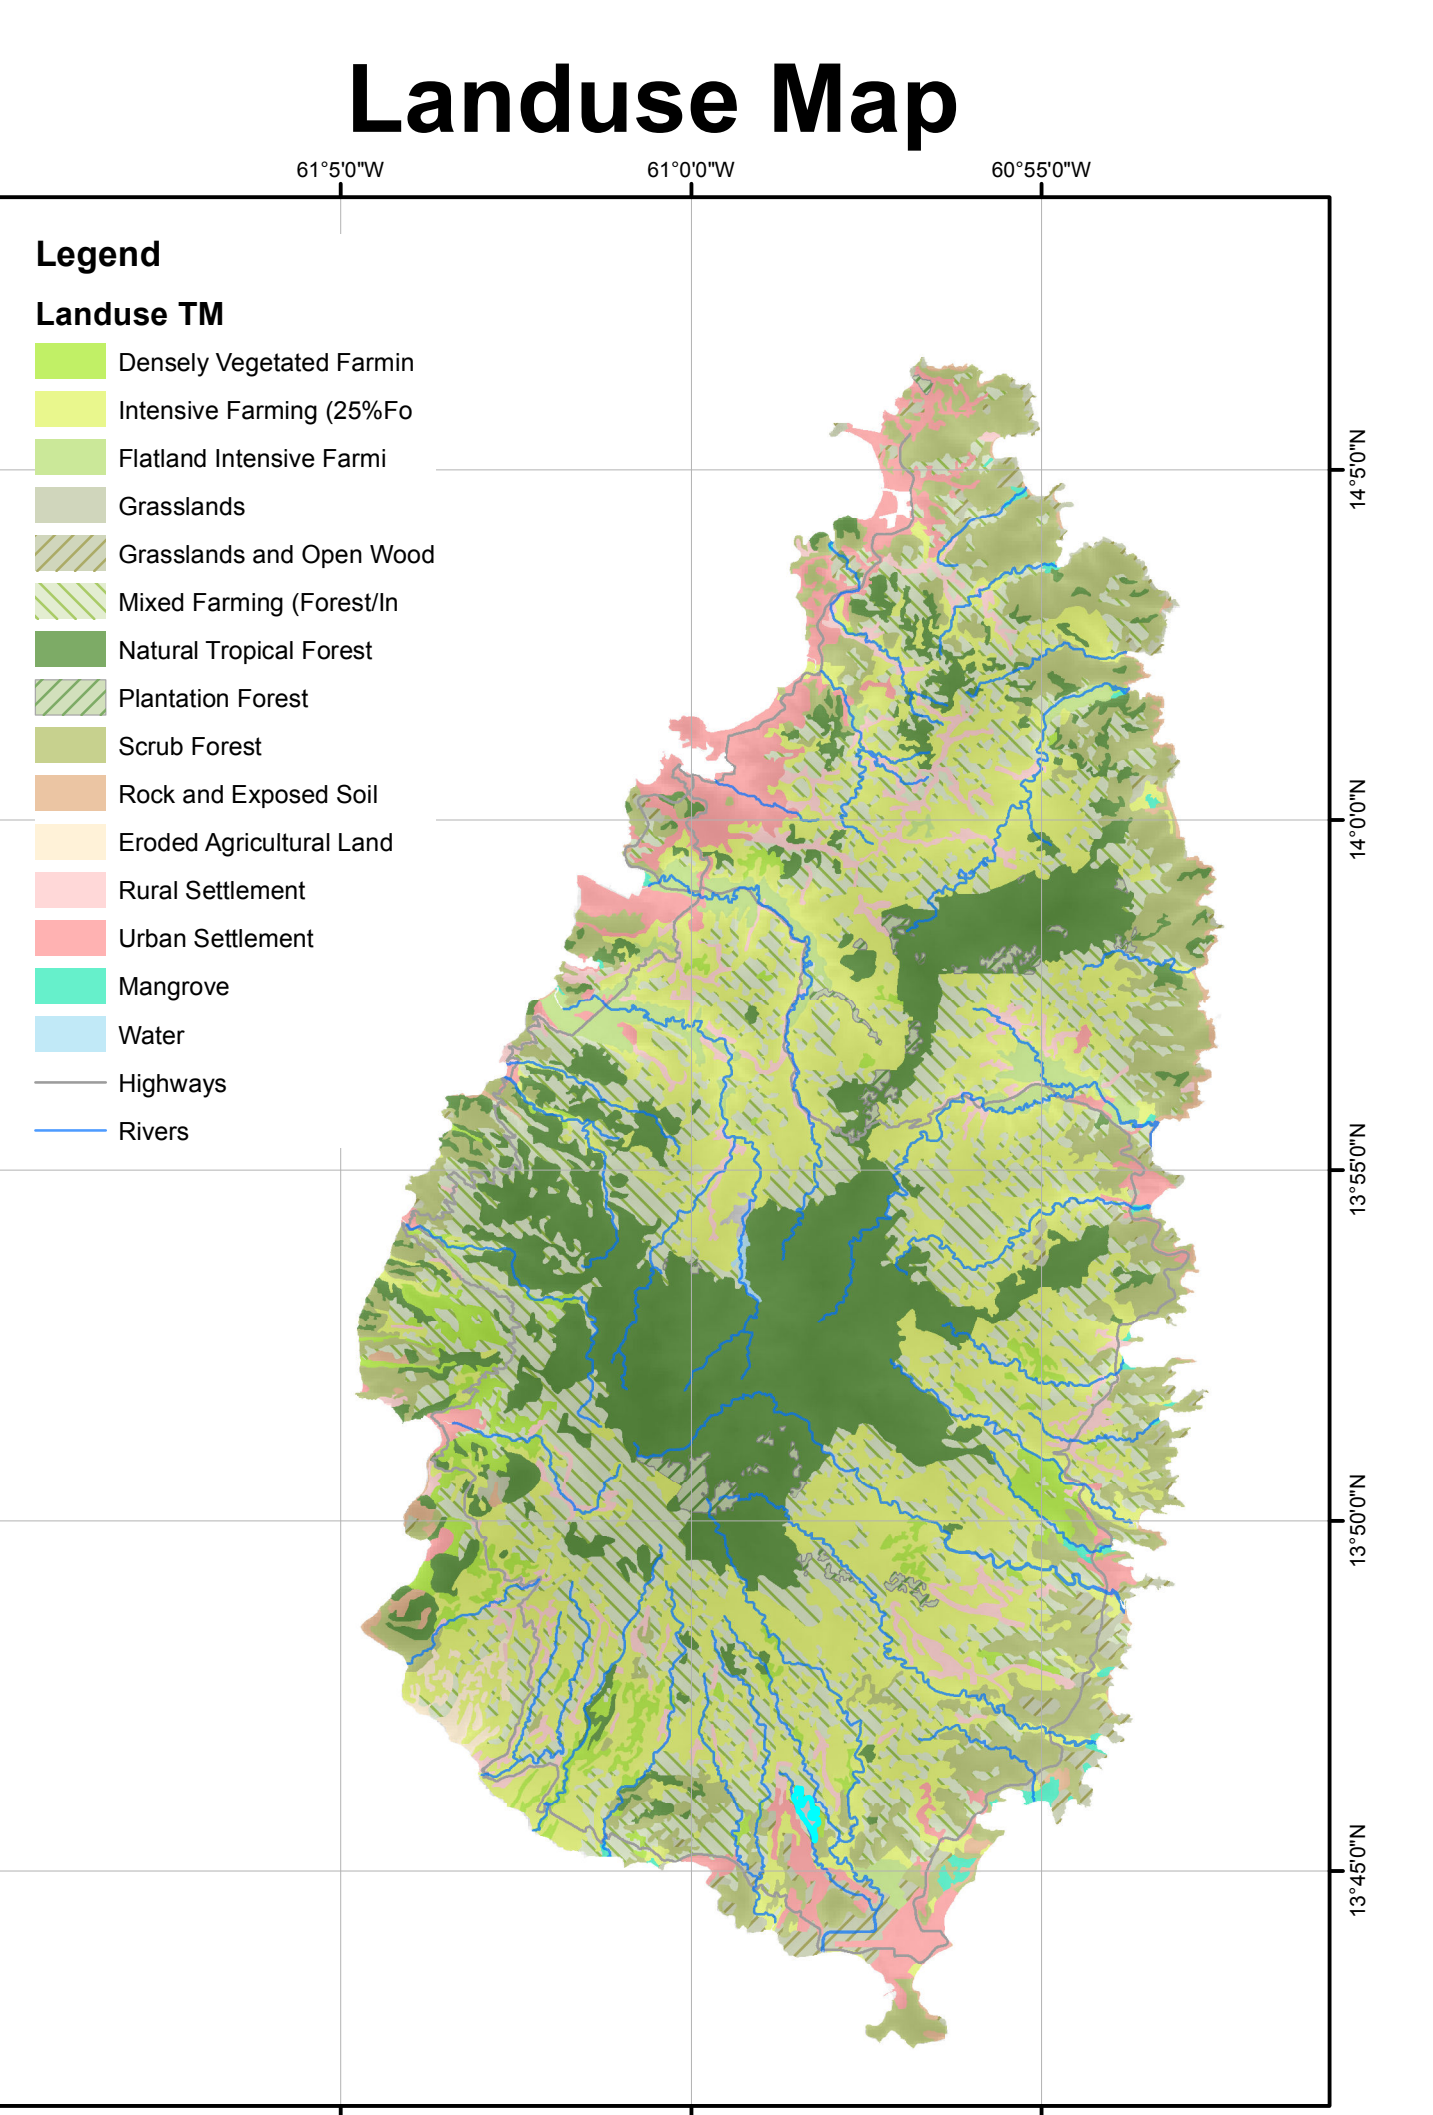 Landuse Map
61°5'0"W 61°0'0"W 60°55'0"W
Legend
Landuse TM
Densely Vegetated Farmin
Intensive Farming (25%Fo
Flatland Intensive Farmi
Grasslands
Grasslands and Open Wood
Mixed Farming (Forest/In
Natural Tropical Forest
Plantation Forest
Scrub Forest
Rock and Exposed Soil
Eroded Agricultural Land
Rural Settlement
Urban Settlement
Mangrove
Water
Highways
Rivers
14°5'0"N
14°0'0"N
13°55'0"N
13°50'0"N
13°45'0"N